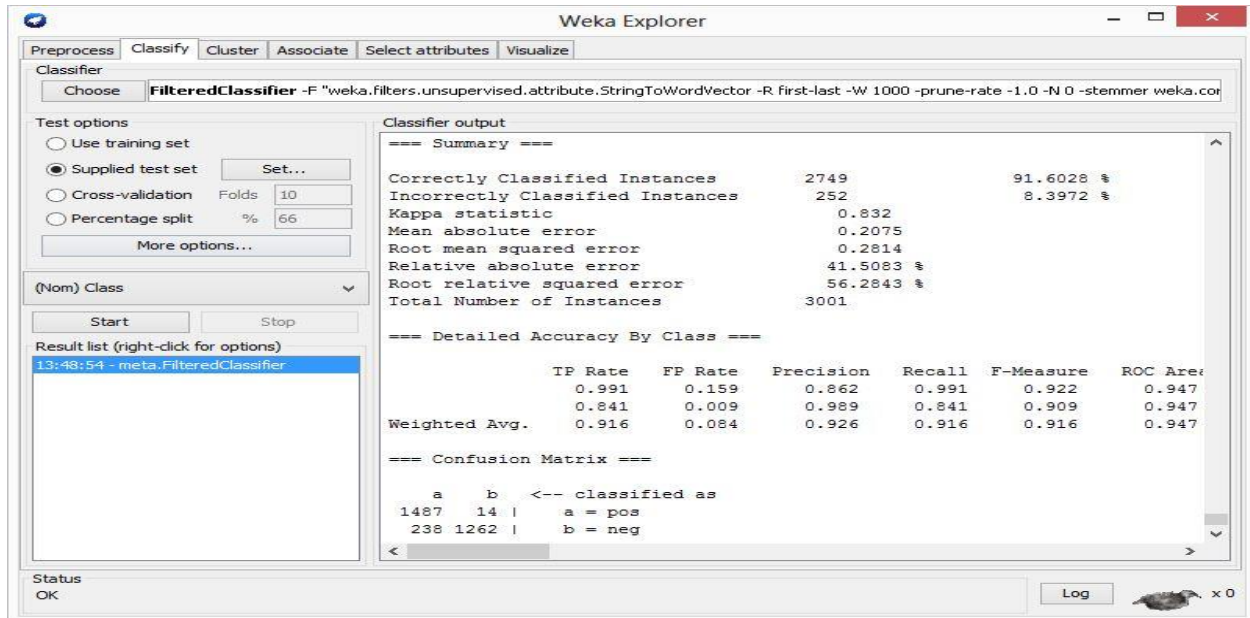 Weka Explorer
Preprocess Classify Cluster Associate Select attributes Visualize
Classifier
Choose FilteredClassifier -F "weka.filters.unsupervised.attribute.StringToWordVector -R first-last -W 1000 -prune-rate -1.0 -N 0 -stemmer weka.cor
Test options
Use training set
Supplied test set Set...
Cross-validation Folds 10
Percentage split % 66
More options...
(Nom) Class
Start Stop
Result list (right-click for options)
13:48:54 - meta.FilteredClassifier
Classifier output
=== Summary ===
Correctly Classified Instances 2749 91.6028 %
Incorrectly Classified Instances 252 8.3972 %
Kappa statistic 0.832
Mean absolute error 0.2075
Root mean squared error 0.2814
Relative absolute error 41.5083 %
Root relative squared error 56.2843 %
Total Number of Instances 3001
=== Detailed Accuracy By Class ===
TP Rate FP Rate Precision Recall F-Measure ROC Area
0.991 0.159 0.862 0.991 0.922 0.947
0.841 0.009 0.989 0.841 0.909 0.947
Weighted Avg. 0.916 0.084 0.926 0.916 0.916 0.947
=== Confusion Matrix ===
a b <-- classified as
1487 14 | a = pos
238 1262 | b = neg
Status
OK
Log x 0